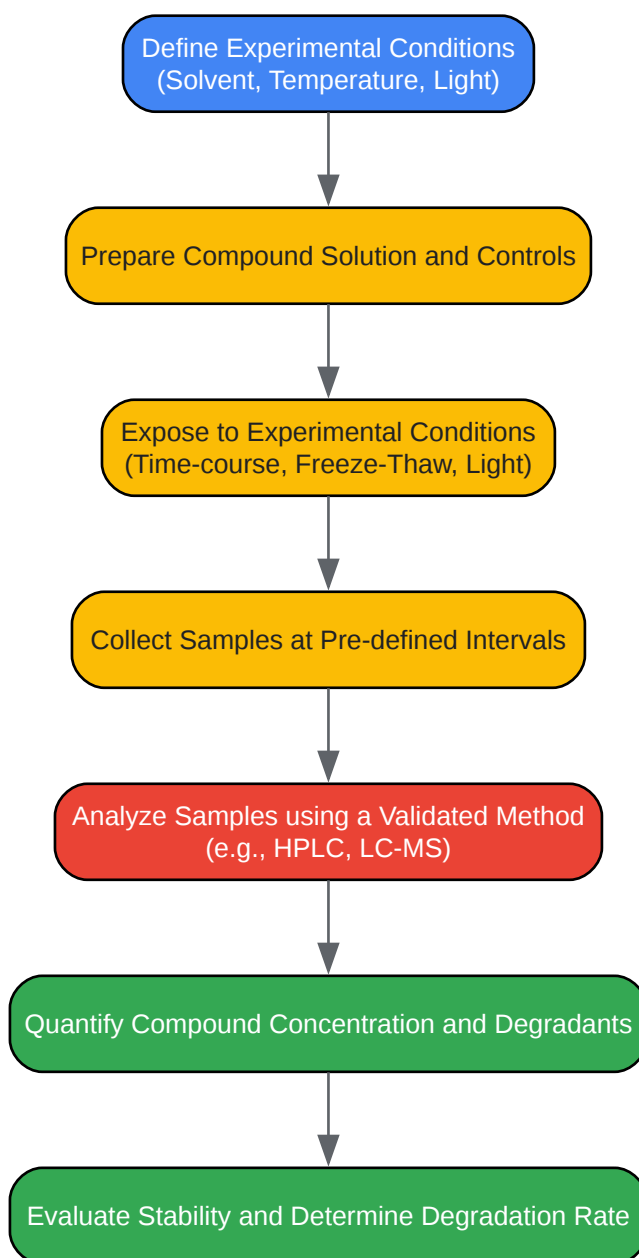 Define Experimental Conditions
(Solvent, Temperature, Light)
Prepare Compound Solution and Controls
Expose to Experimental Conditions
(Time-course, Freeze-Thaw, Light)
Collect Samples at Pre-defined Intervals
Analyze Samples using a Validated Method
(e.g., HPLC, LC-MS)
Quantify Compound Concentration and Degradants
Evaluate Stability and Determine Degradation Rate